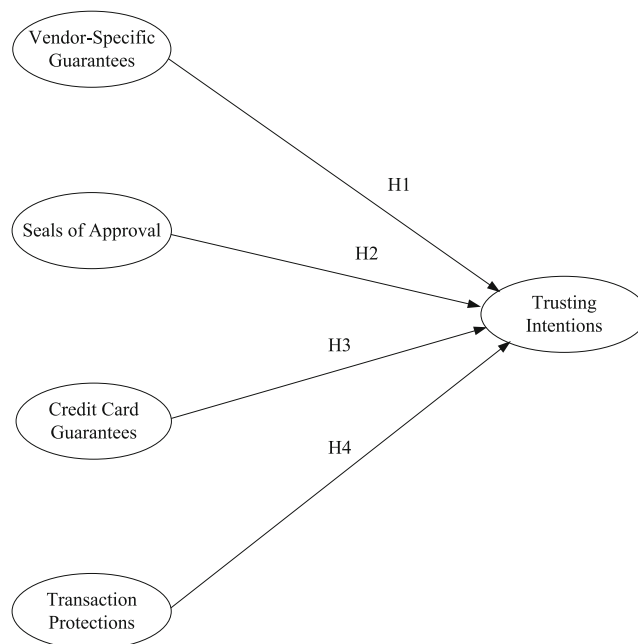 Vendor-Specific
Guarantees
H1
Seals of Approval
H2
Trusting
Intentions
H3
Credit Card
Guarantees
H4
Transaction
Protections